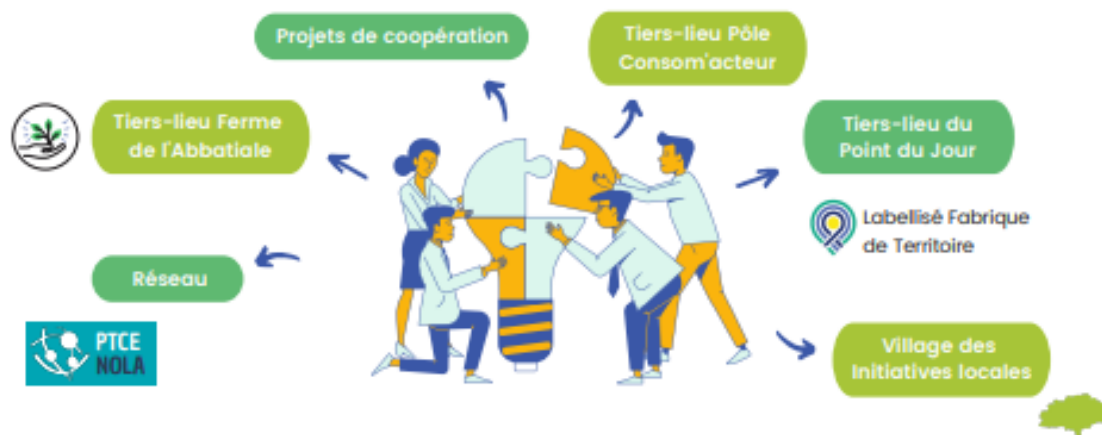 Projets de coopération
Tiers-lieu Pôle
Consom'acteur
Tiers-lieu Ferme
de l'Abbatiale
Tiers-lieu du
Point du Jour
Labellisé Fabrique
de Territoire
Réseau
PTCE
NOLA
Village des
Initiatives locales